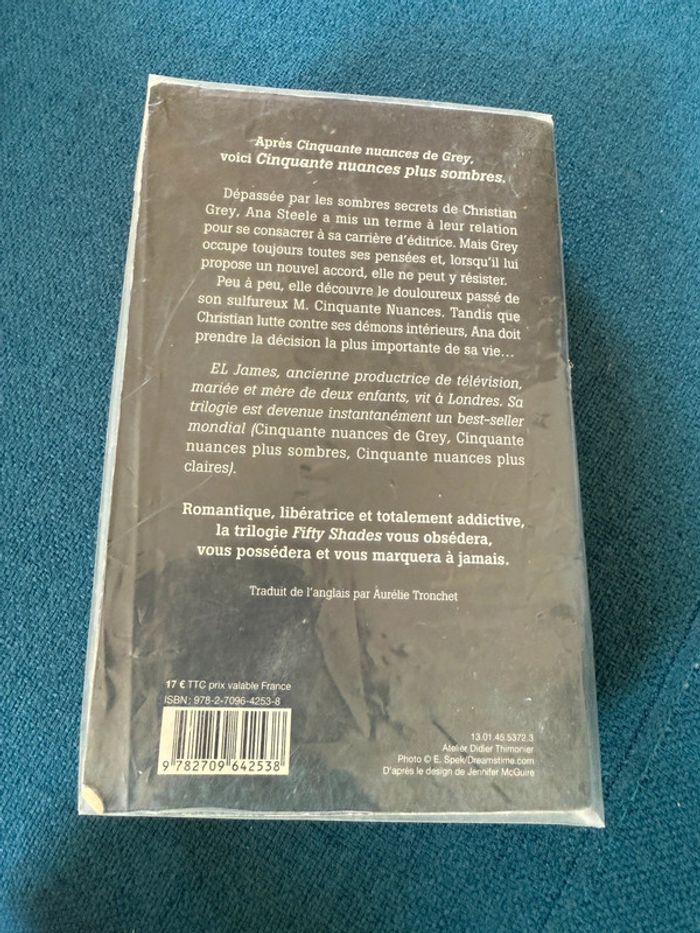 Après Cinquante nuances de Grey,
voici Cinquante nuances plus sombres.
Dépassée par les sombres secrets de Christian
Grey, Ana Steele a mis un terme à leur relation
pour se consacrer à sa carrière d'éditrice. Mais Grey
occupe toujours toutes ses pensées et, lorsqu'il lui
propose un nouvel accord, elle ne peut y résister.
Peu à peu, elle découvre le douloureux passé de
son sulfureux M. Cinquante Nuances. Tandis que
Christian lutte contre ses démons intérieurs, Ana doit
prendre la décision la plus importante de sa vie...
EL James, ancienne productrice de télévision,
mariée et mère de deux enfants, vit à Londres. Sa
trilogie est devenue instantanément un best-seller
mondial (Cinquante nuances de Grey, Cinquante
nuances plus sombres, Cinquante nuances plus
claires).
Romantique, libératrice et totalement addictive,
la trilogie Fifty Shades vous obsédera,
vous possédera et vous marquera à jamais.
Traduit de l'anglais par Aurélie Tronchet
17 € TTC prix valable France
ISBN : 978-2-7096-4253-8
9 782709 642538
13.01.45.5372.3
Atelier Didier Thimonier
Photo © E. Spek/Dreamstime.com
D'après le design de Jennifer McGuire